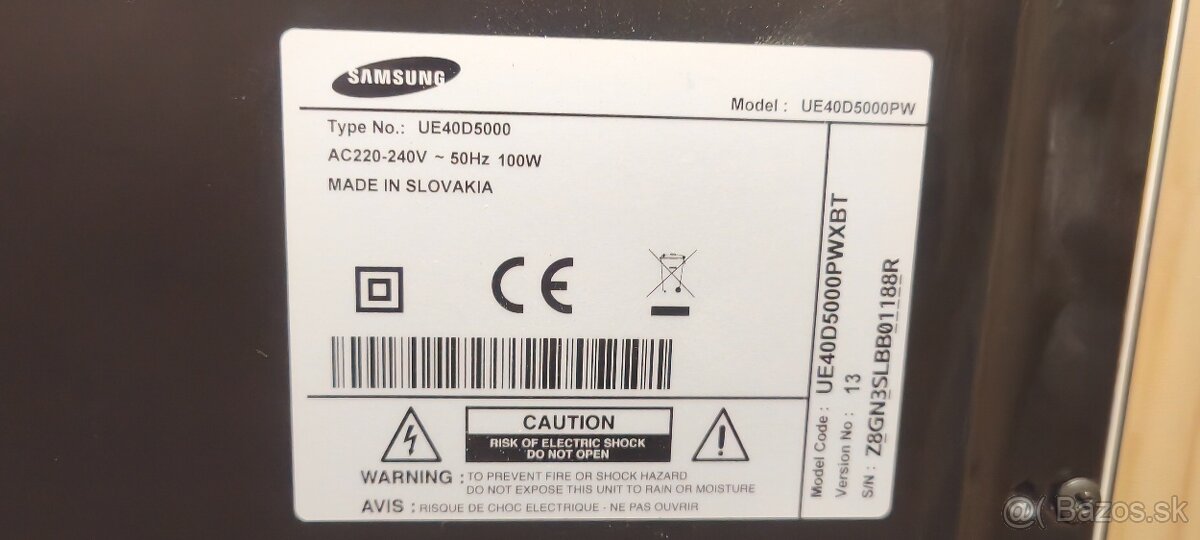 SAMSUNG
Model : UE40D5000PW
Type No.: UE40D5000
AC220-240V ~ 50Hz 100W
MADE IN SLOVAKIA
CE
CAUTION
RISK OF ELECTRIC SHOCK
DO NOT OPEN
WARNING : TO PREVENT FIRE OR SHOCK HAZARD
DO NOT EXPOSE THIS UNIT TO RAIN OR MOISTURE
AVIS : RISQUE DE CHOC ELECTRIQUE - NE PAS OUVRIR
Model Code : UE40D5000PWXBT
Version No : 13
S/N : Z8GN3SLBB01188R
@( Bazos.sk